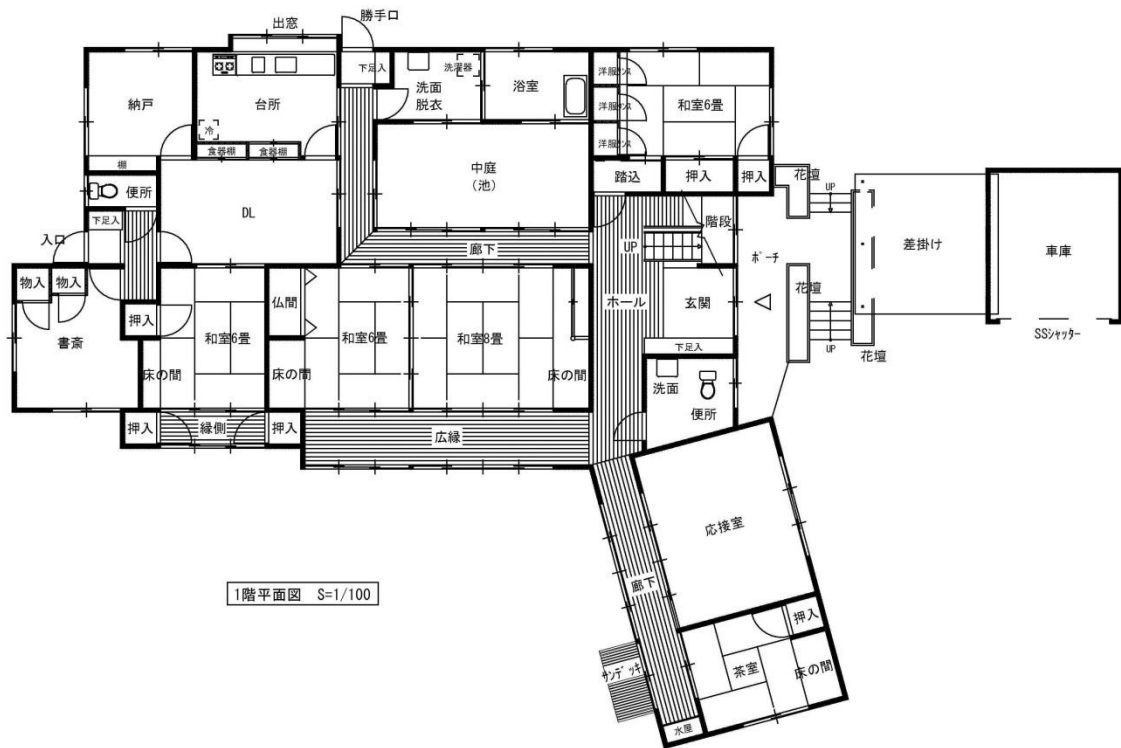 出窓
勝手口
下足入
洗濯器
洗面
脱衣
浴室
洋服タンス
洋服タンス
洋服タンス
和室6畳
納戸
台所
冷
食器棚
食器棚
棚
便所
中庭
(池)
踏込
押入
押入
花壇
UP
下足入
DL
入口
廊下
階段
UP
ポーチ
差掛け
車庫
物入
物入
書斎
押入
和室6畳
床の間
仏間
和室6畳
床の間
和室8畳
床の間
ホール
玄関
下足入
花壇
UP
花壇
SSシャッター
洗面
便所
押入
縁側
押入
広縁
応接室
廊下
押入
茶室
床の間
サンデッキ
水屋
1階平面図 S=1/100